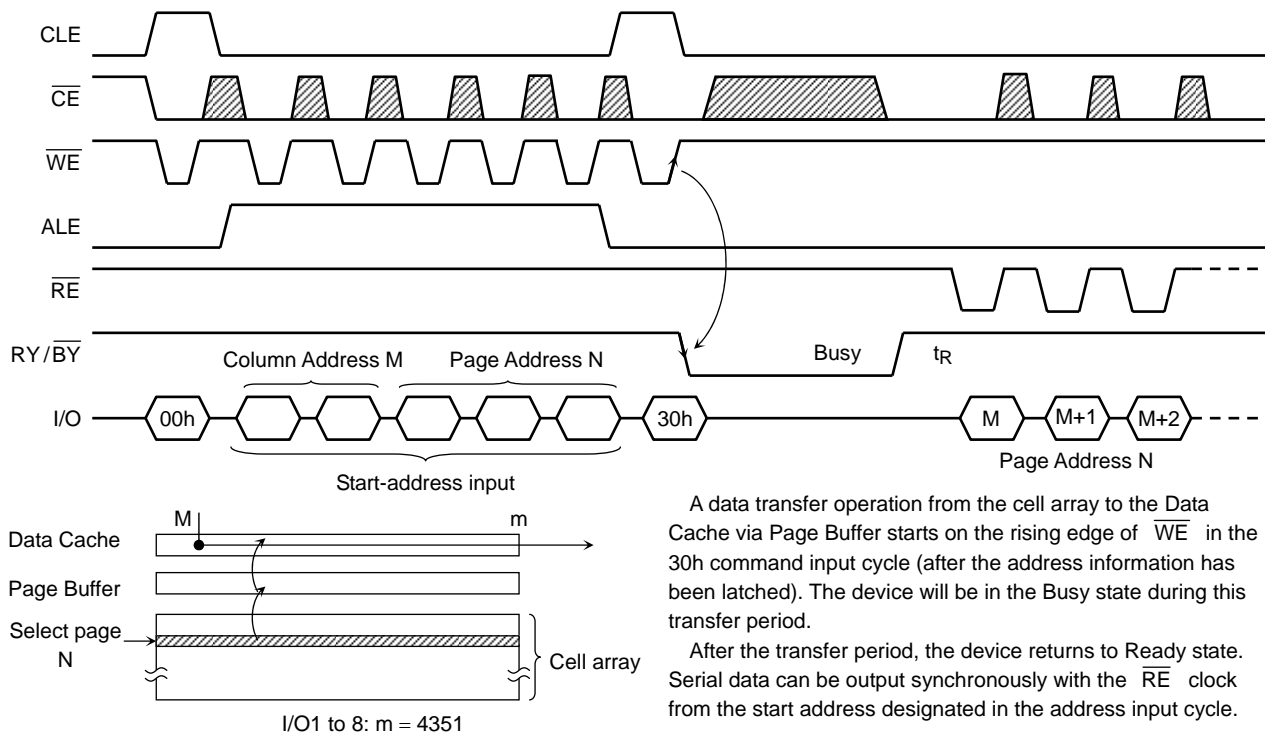 CLE
CE
WE
ALE
RE
RY/BY
Busy
tR
Column Address M
Page Address N
I/O
00h
30h
M
M+1
M+2
Start-address input
Page Address N
M
m
Data Cache
Page Buffer
Select page
N
Cell array
I/O1 to 8: m = 4351
A data transfer operation from the cell array to the Data
Cache via Page Buffer starts on the rising edge of WE in the
30h command input cycle (after the address information has
been latched). The device will be in the Busy state during this
transfer period.
After the transfer period, the device returns to Ready state.
Serial data can be output synchronously with the RE clock
from the start address designated in the address input cycle.